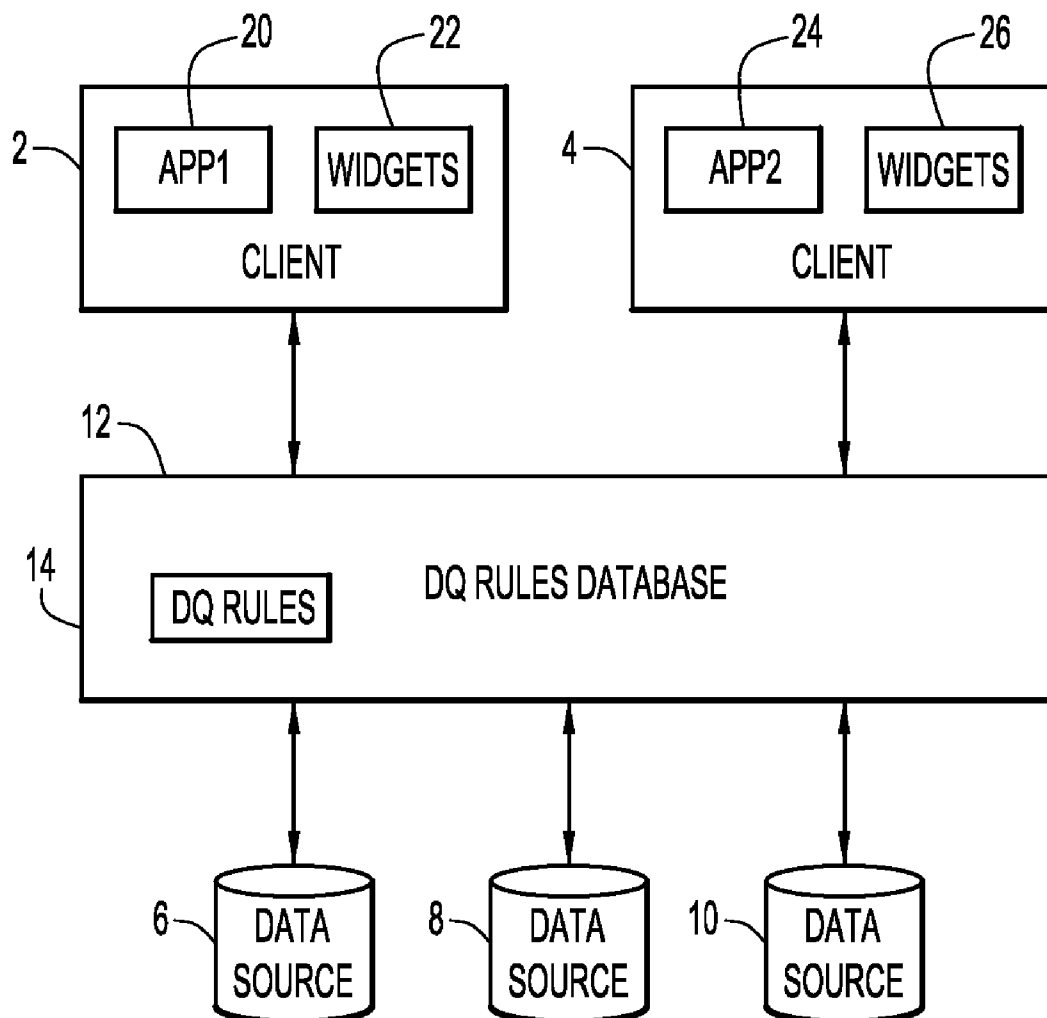 20
22
24
26
2
APP1
WIDGETS
CLIENT
4
APP2
WIDGETS
CLIENT
12
14
DQ RULES
DQ RULES DATABASE
6
DATA
SOURCE
8
DATA
SOURCE
10
DATA
SOURCE